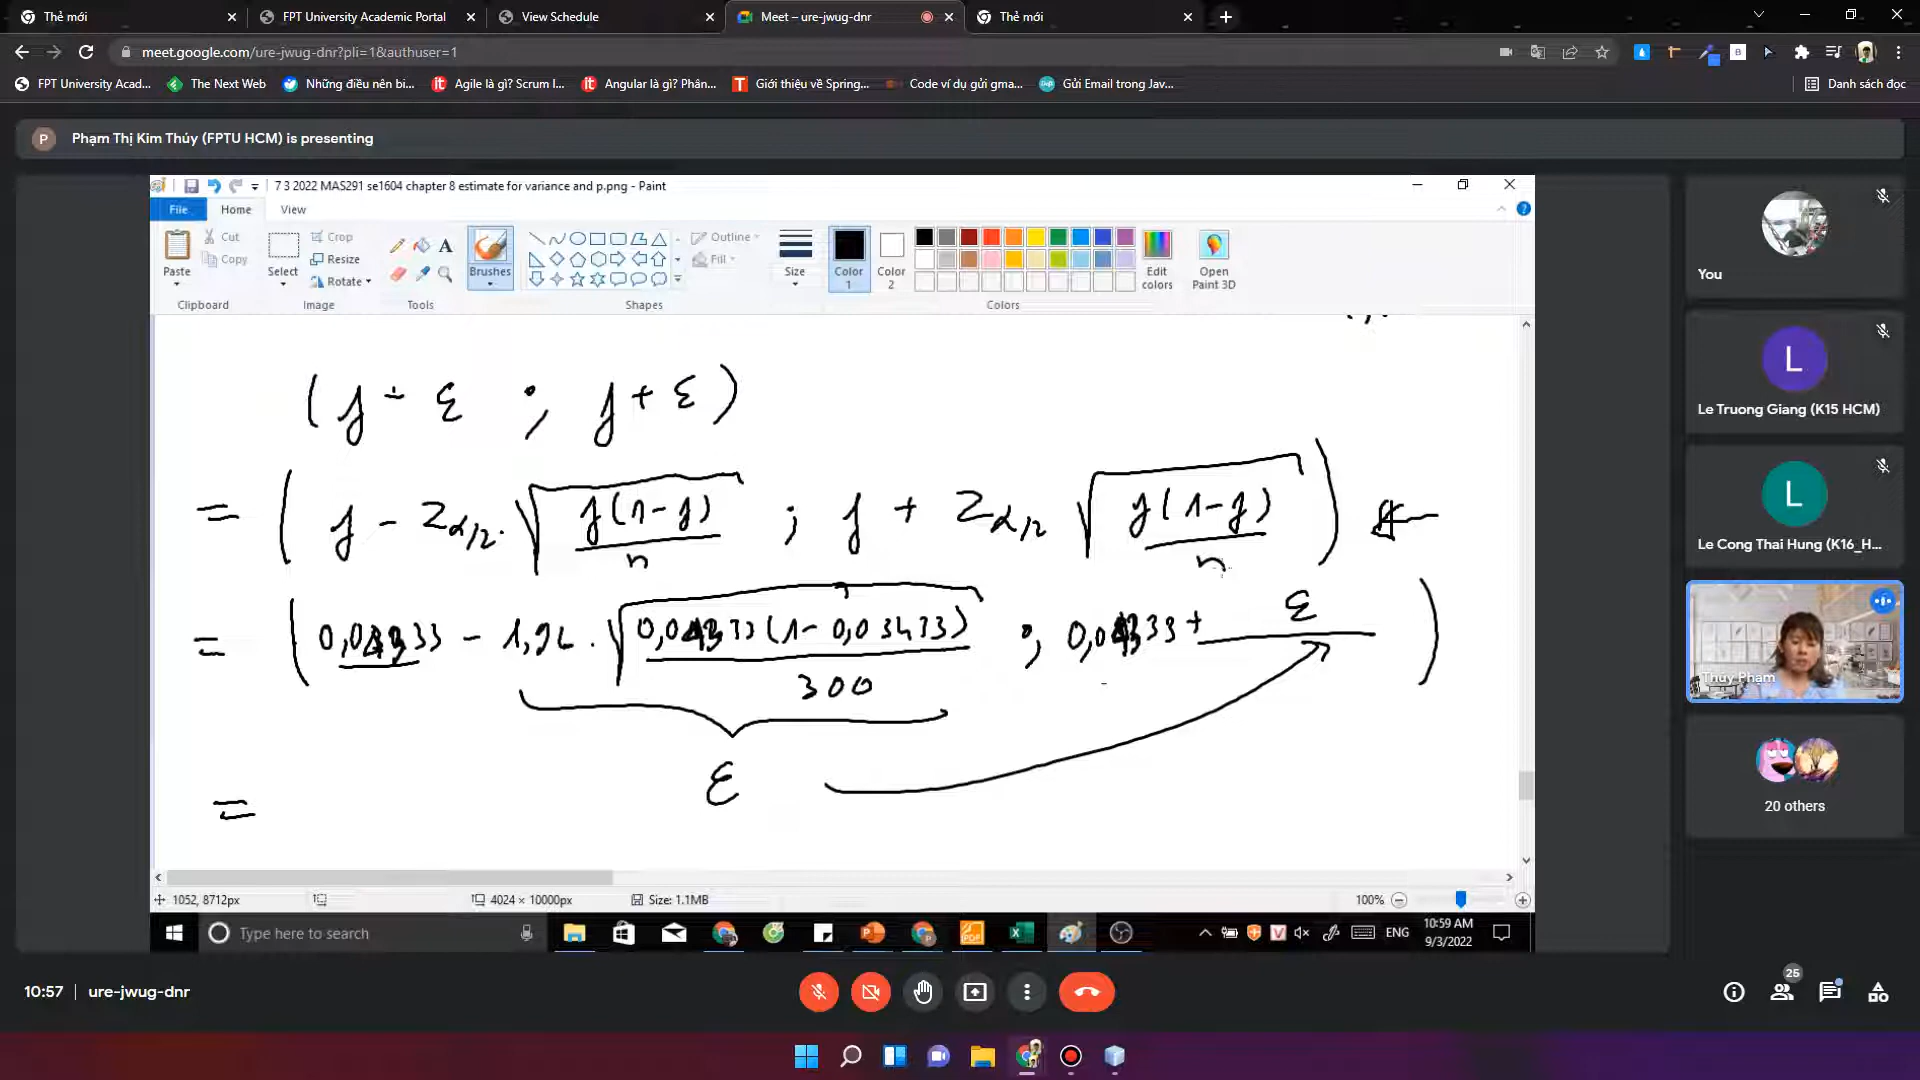 Thẻ mới
FPT University Academic Portal
View Schedule
Meet – ure-jwug-dnr
Thẻ mới
meet.google.com/ure-jwug-dnr?pli=1&authuser=1
FPT University Acad...
The Next Web
Những điều nên bi...
Agile là gì? Scrum l...
Angular là gì? Phân...
Giới thiệu về Spring...
Code ví dụ gửi gma...
Gửi Email trong Jav...
Danh sách đọc
P
Phạm Thị Kim Thúy (FPTU HCM) is presenting
7 3 2022 MAS291 se1604 chapter 8 estimate for variance and p.png - Paint
File Home View
Paste
Cut
Copy
Clipboard
Select
Crop
Resize
Rotate
Image
A
Tools
Brushes
Outline
Fill
Shapes
Size
Color 1
Color 2
Edit colors
Open Paint 3D
Colors
(f - ε ; f + ε)
= (f - Zα/2 . √(f(1-f)/n) ; f + Zα/2 √(f(1-f)/n))
300
ε
ε
=
1052, 8712px
4024 × 10000px
Size: 1.1MB
100%
Type here to search
ENG
10:59 AM
9/3/2022
You
L
Le Truong Giang (K15 HCM)
L
Le Cong Thai Hung (K16_H...
Thuy Pham
20 others
10:57 | ure-jwug-dnr
25